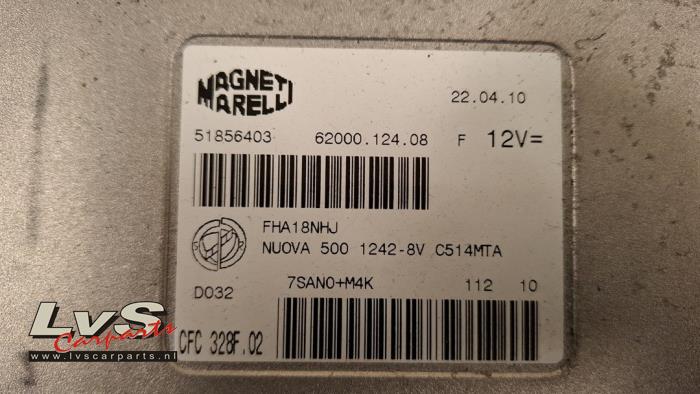 MAGNETI
MARELLI
22.04.10
51856403 62000.124.08 F 12V=
FHA18NHJ
NUOVA 500 1242-8V C514MTA
D032 7SANO+M4K 112 10
CFC 328F.02
LvS
Carparts
www.lvscarparts.nl